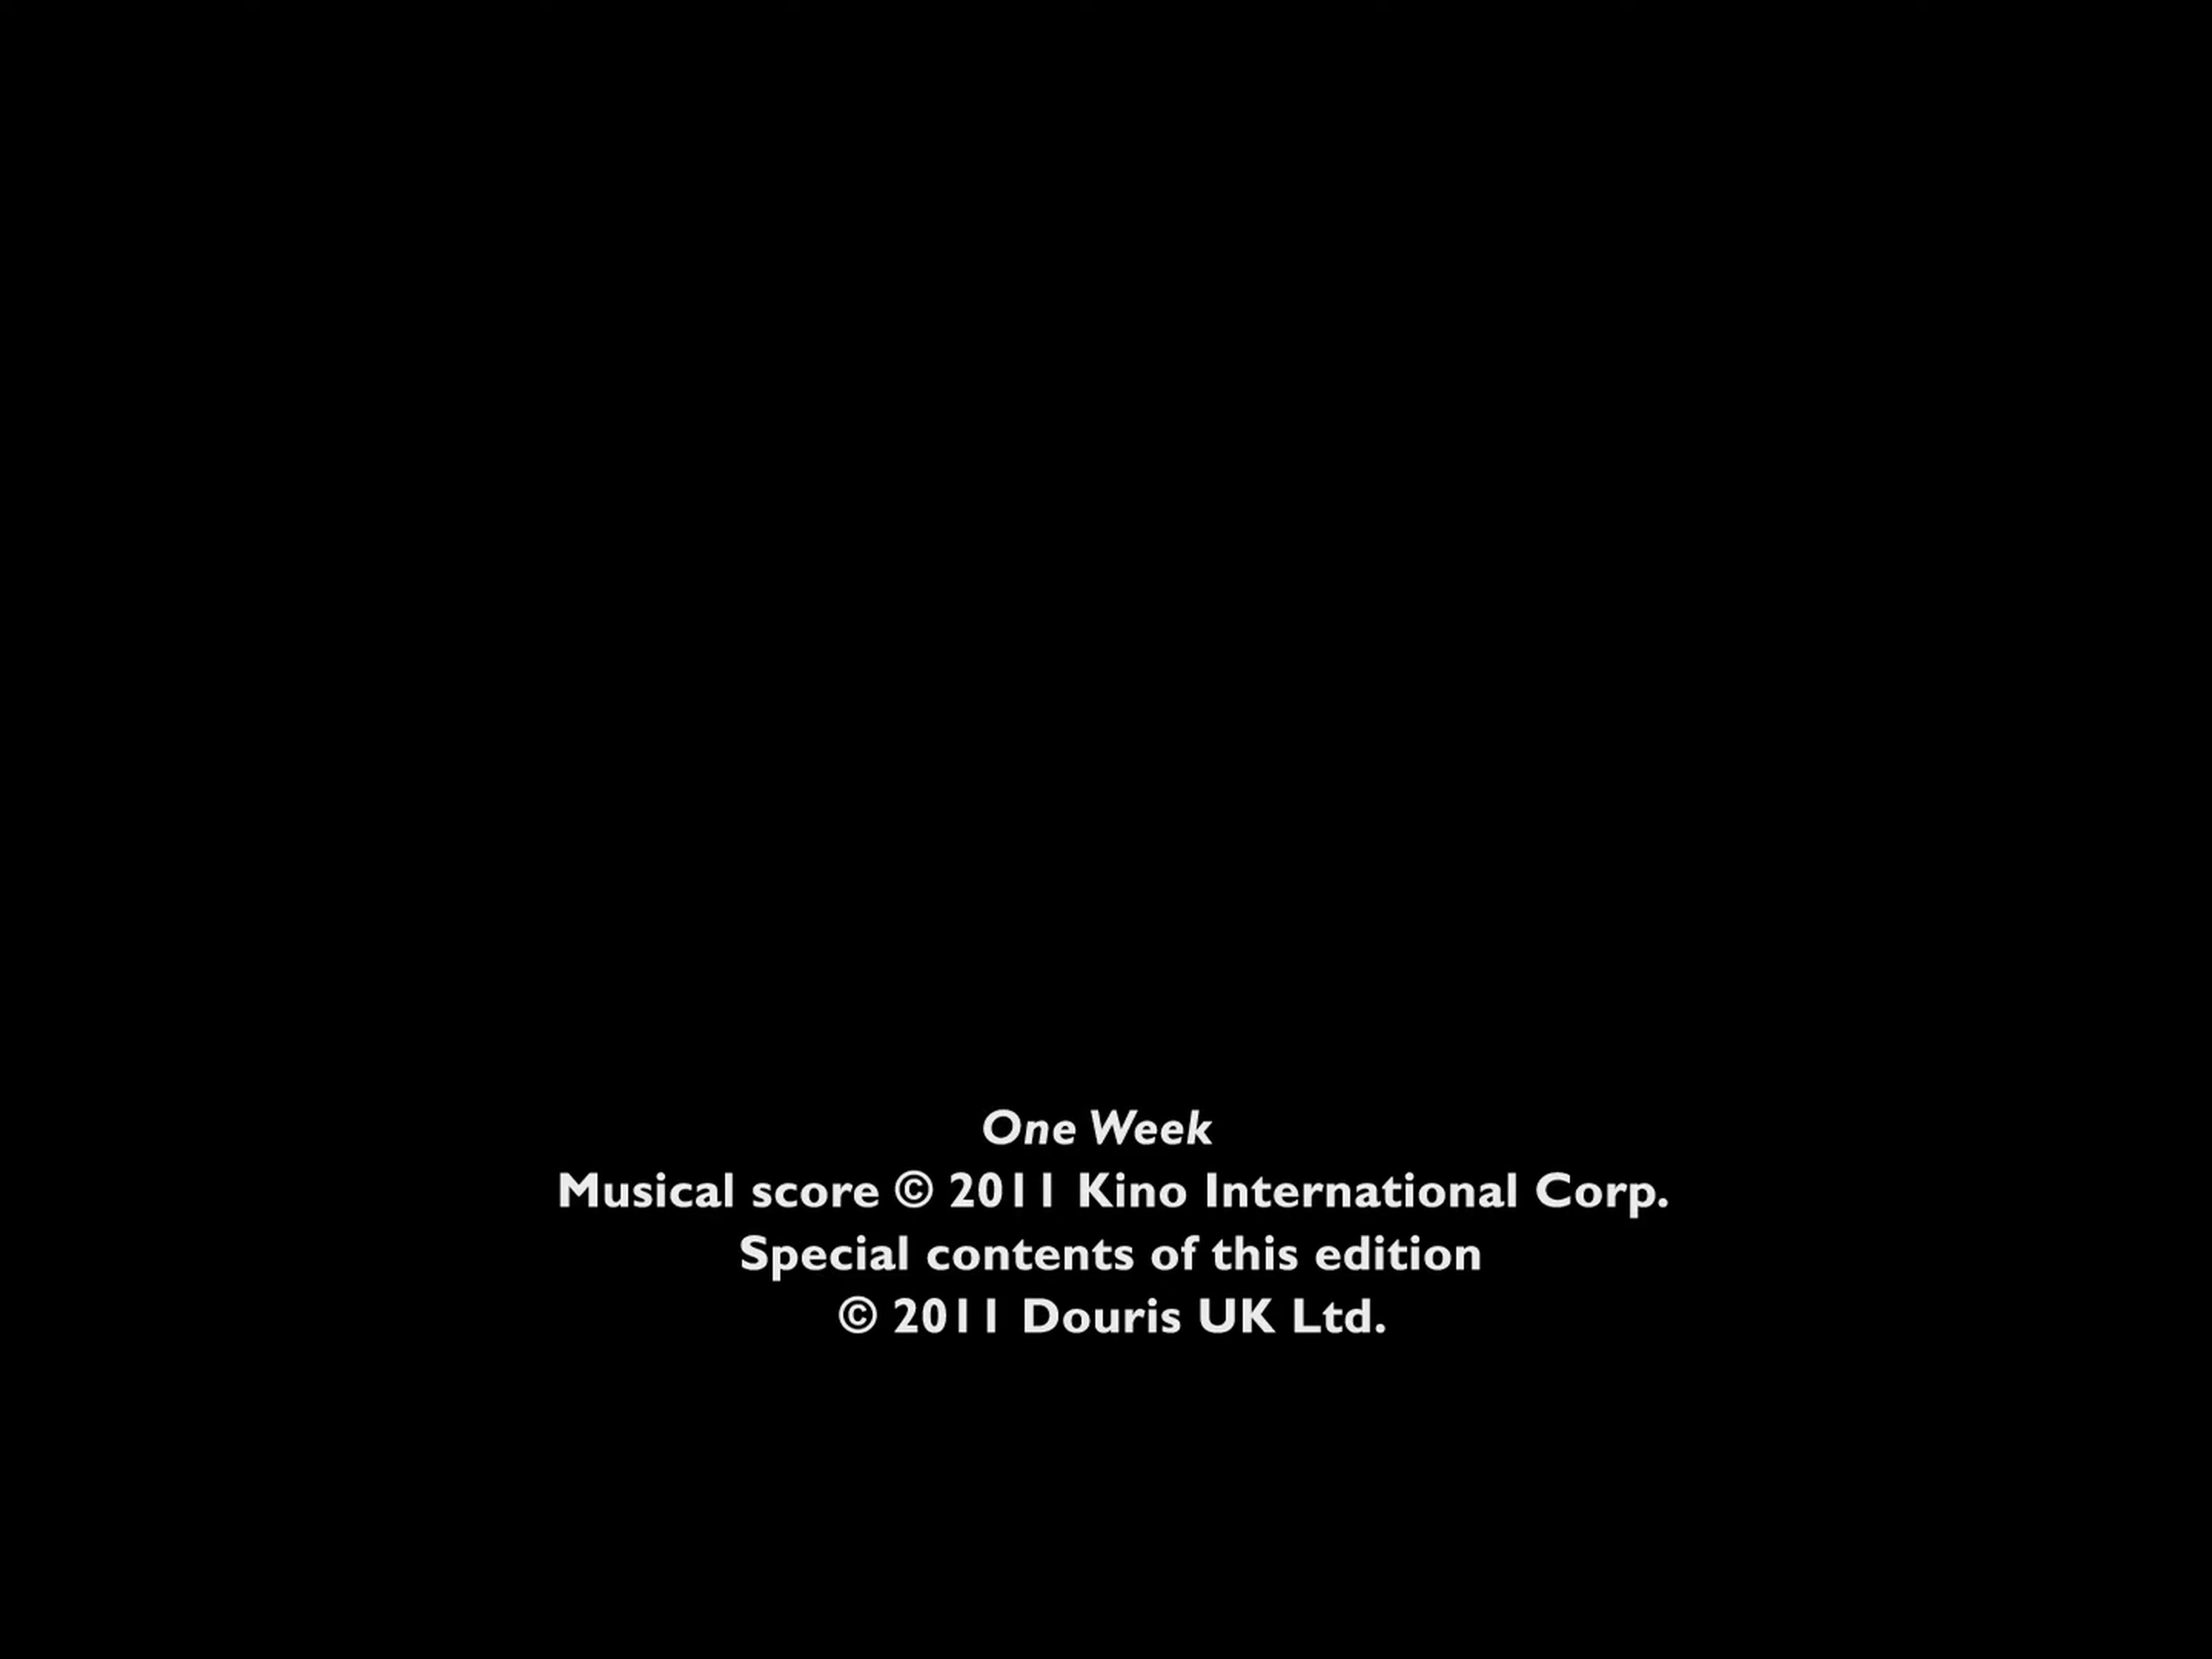 One Week
Musical score © 2011 Kino International Corp.
Special contents of this edition
© 2011 Douris UK Ltd.